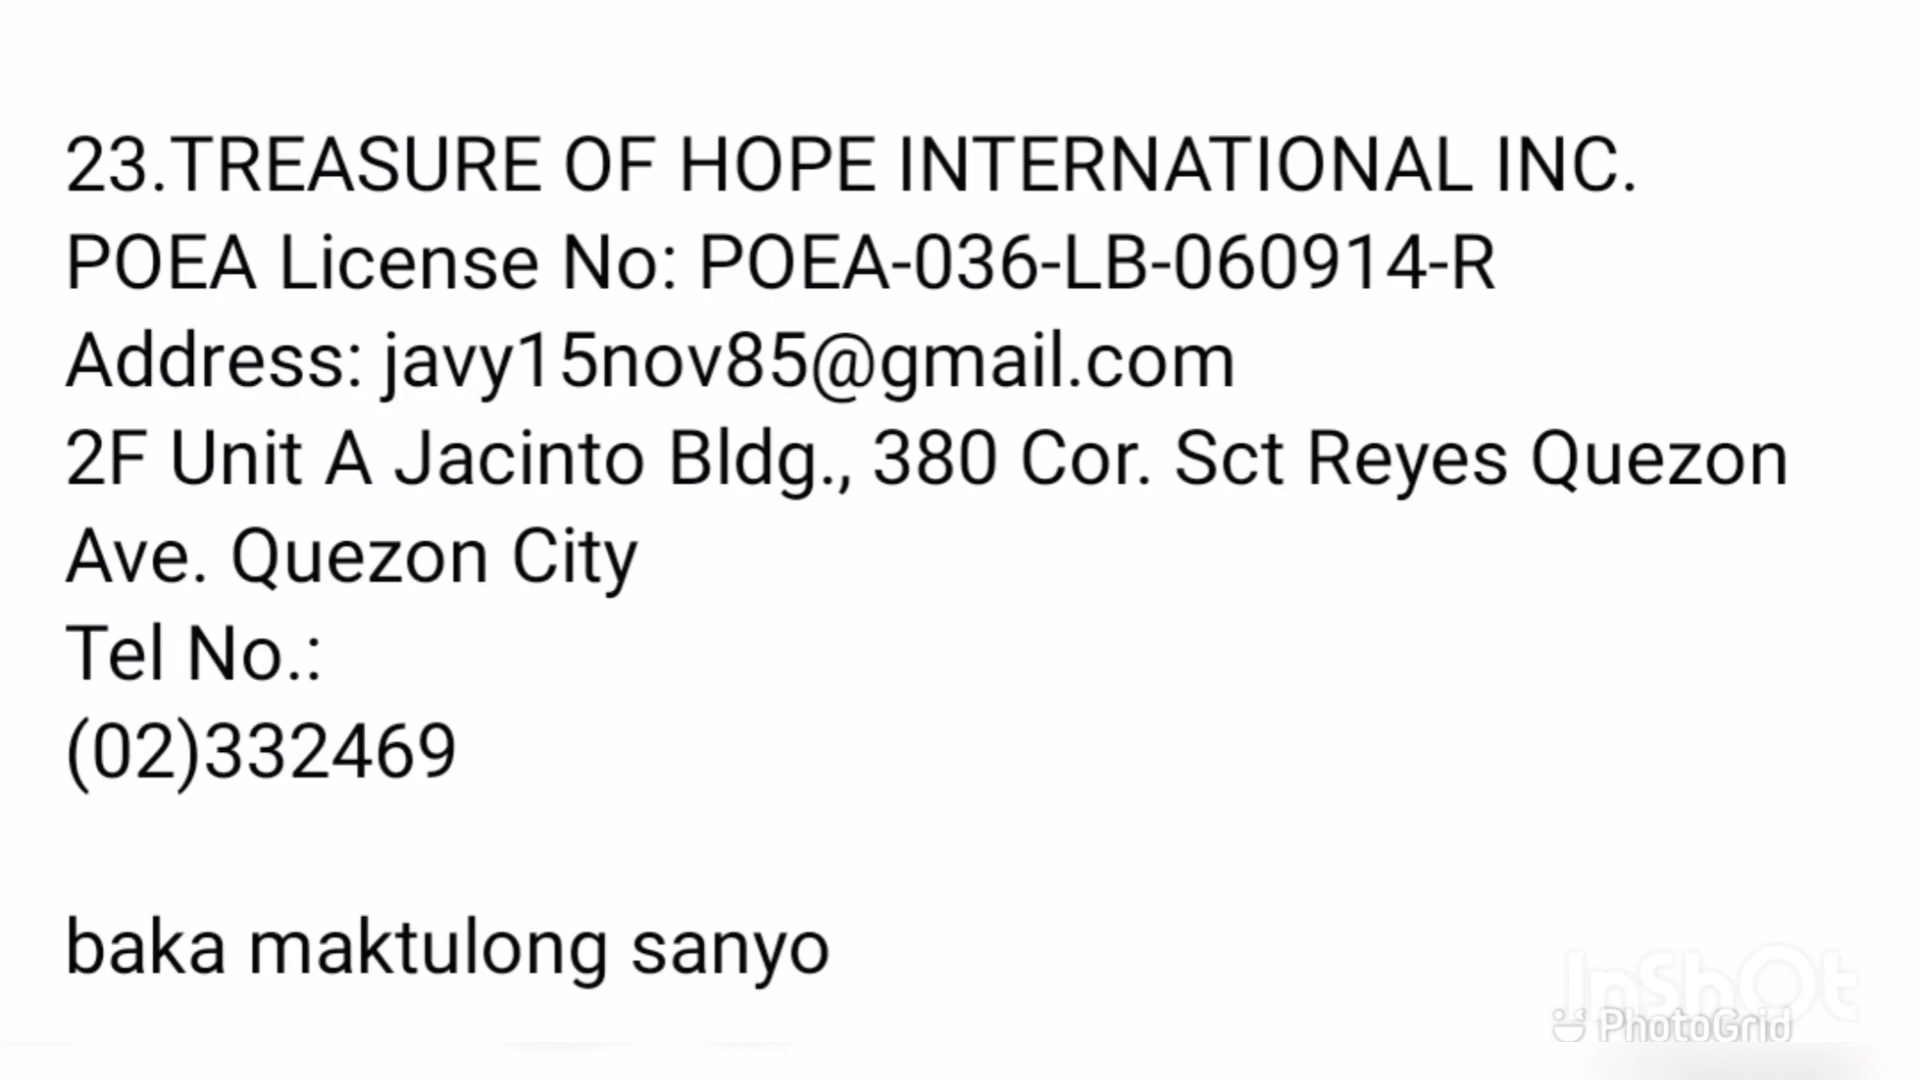 23.TREASURE OF HOPE INTERNATIONAL INC.
POEA License No: POEA-036-LB-060914-R
Address: javy15nov85@gmail.com
2F Unit A Jacinto Bldg., 380 Cor. Sct Reyes Quezon
Ave. Quezon City
Tel No.:
(02)332469
baka maktulong sanyo
InShOt
PhotoGrid